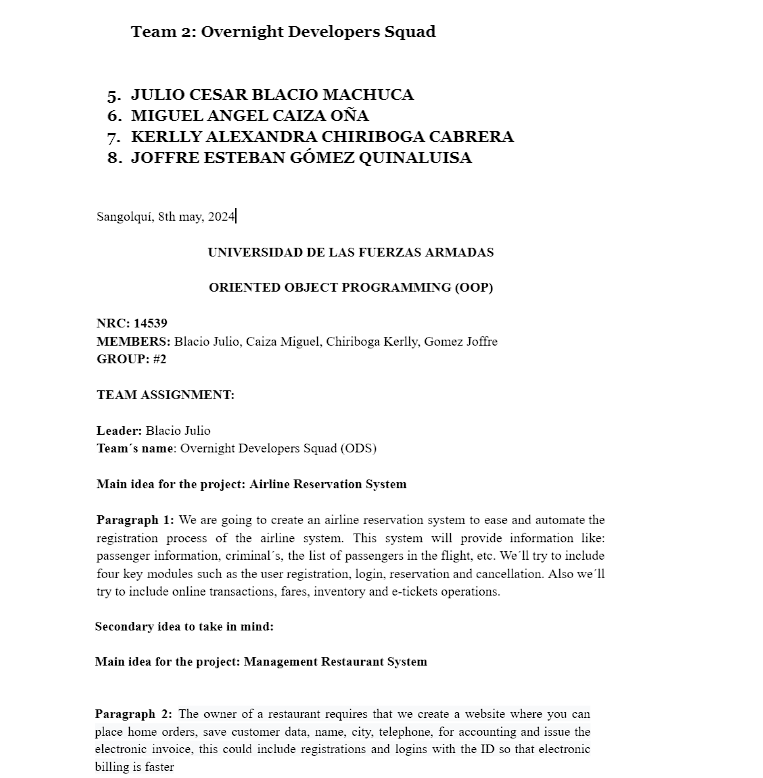 Team 2: Overnight Developers Squad
5. JULIO CESAR BLACIO MACHUCA
6. MIGUEL ANGEL CAIZA OÑA
7. KERLLY ALEXANDRA CHIRIBOGA CABRERA
8. JOFFRE ESTEBAN GÓMEZ QUINALUISA
Sangolquí, 8th may, 2024
UNIVERSIDAD DE LAS FUERZAS ARMADAS
ORIENTED OBJECT PROGRAMMING (OOP)
NRC: 14539
MEMBERS: Blacio Julio, Caiza Miguel, Chiriboga Kerlly, Gomez Joffre
GROUP: #2
TEAM ASSIGNMENT:
Leader: Blacio Julio
Team´s name: Overnight Developers Squad (ODS)
Main idea for the project: Airline Reservation System
Paragraph 1: We are going to create an airline reservation system to ease and automate the
registration process of the airline system. This system will provide information like:
passenger information, criminal´s, the list of passengers in the flight, etc. We´ll try to include
four key modules such as the user registration, login, reservation and cancellation. Also we´ll
try to include online transactions, fares, inventory and e-tickets operations.
Secondary idea to take in mind:
Main idea for the project: Management Restaurant System
Paragraph 2: The owner of a restaurant requires that we create a website where you can
place home orders, save customer data, name, city, telephone, for accounting and issue the
electronic invoice, this could include registrations and logins with the ID so that electronic
billing is faster